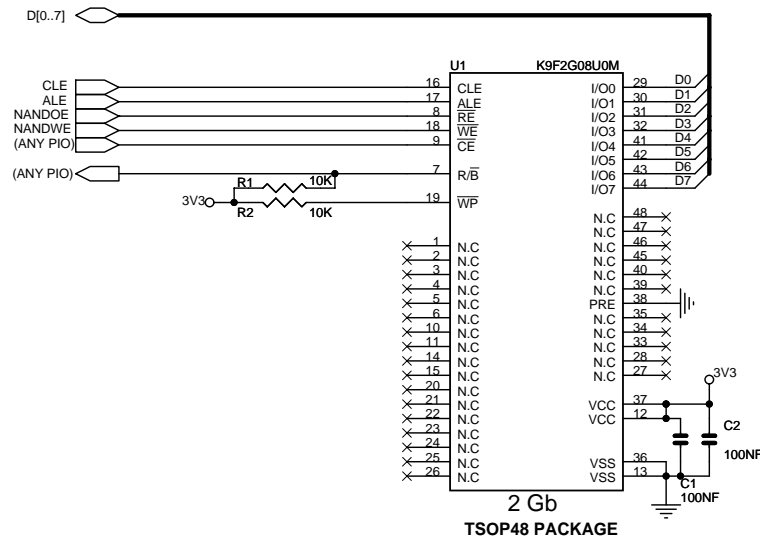 D[0..7]
U1 K9F2G08U0M
CLE 16 CLE I/O0 29 D0
ALE 17 ALE I/O1 30 D1
NANDOE 8 RE I/O2 31 D2
NANDWE 18 WE I/O3 32 D3
(ANY PIO) 9 CE I/O4 41 D4
I/O5 42 D5
(ANY PIO) 7 R/B I/O6 43 D6
I/O7 44 D7
R1 10K
3V3 19 WP
R2 10K
N.C 48
N.C 47
1 N.C N.C 46
2 N.C N.C 45
3 N.C N.C 40
4 N.C N.C 39
5 N.C PRE 38
6 N.C N.C 35
10 N.C N.C 34
11 N.C N.C 33
14 N.C N.C 28
15 N.C N.C 27
20 N.C
3V3
21 N.C VCC 37
22 N.C VCC 12
23 N.C
C2
24 N.C
100NF
25 N.C VSS 36
26 N.C VSS 13
C1
100NF
2 Gb
TSOP48 PACKAGE